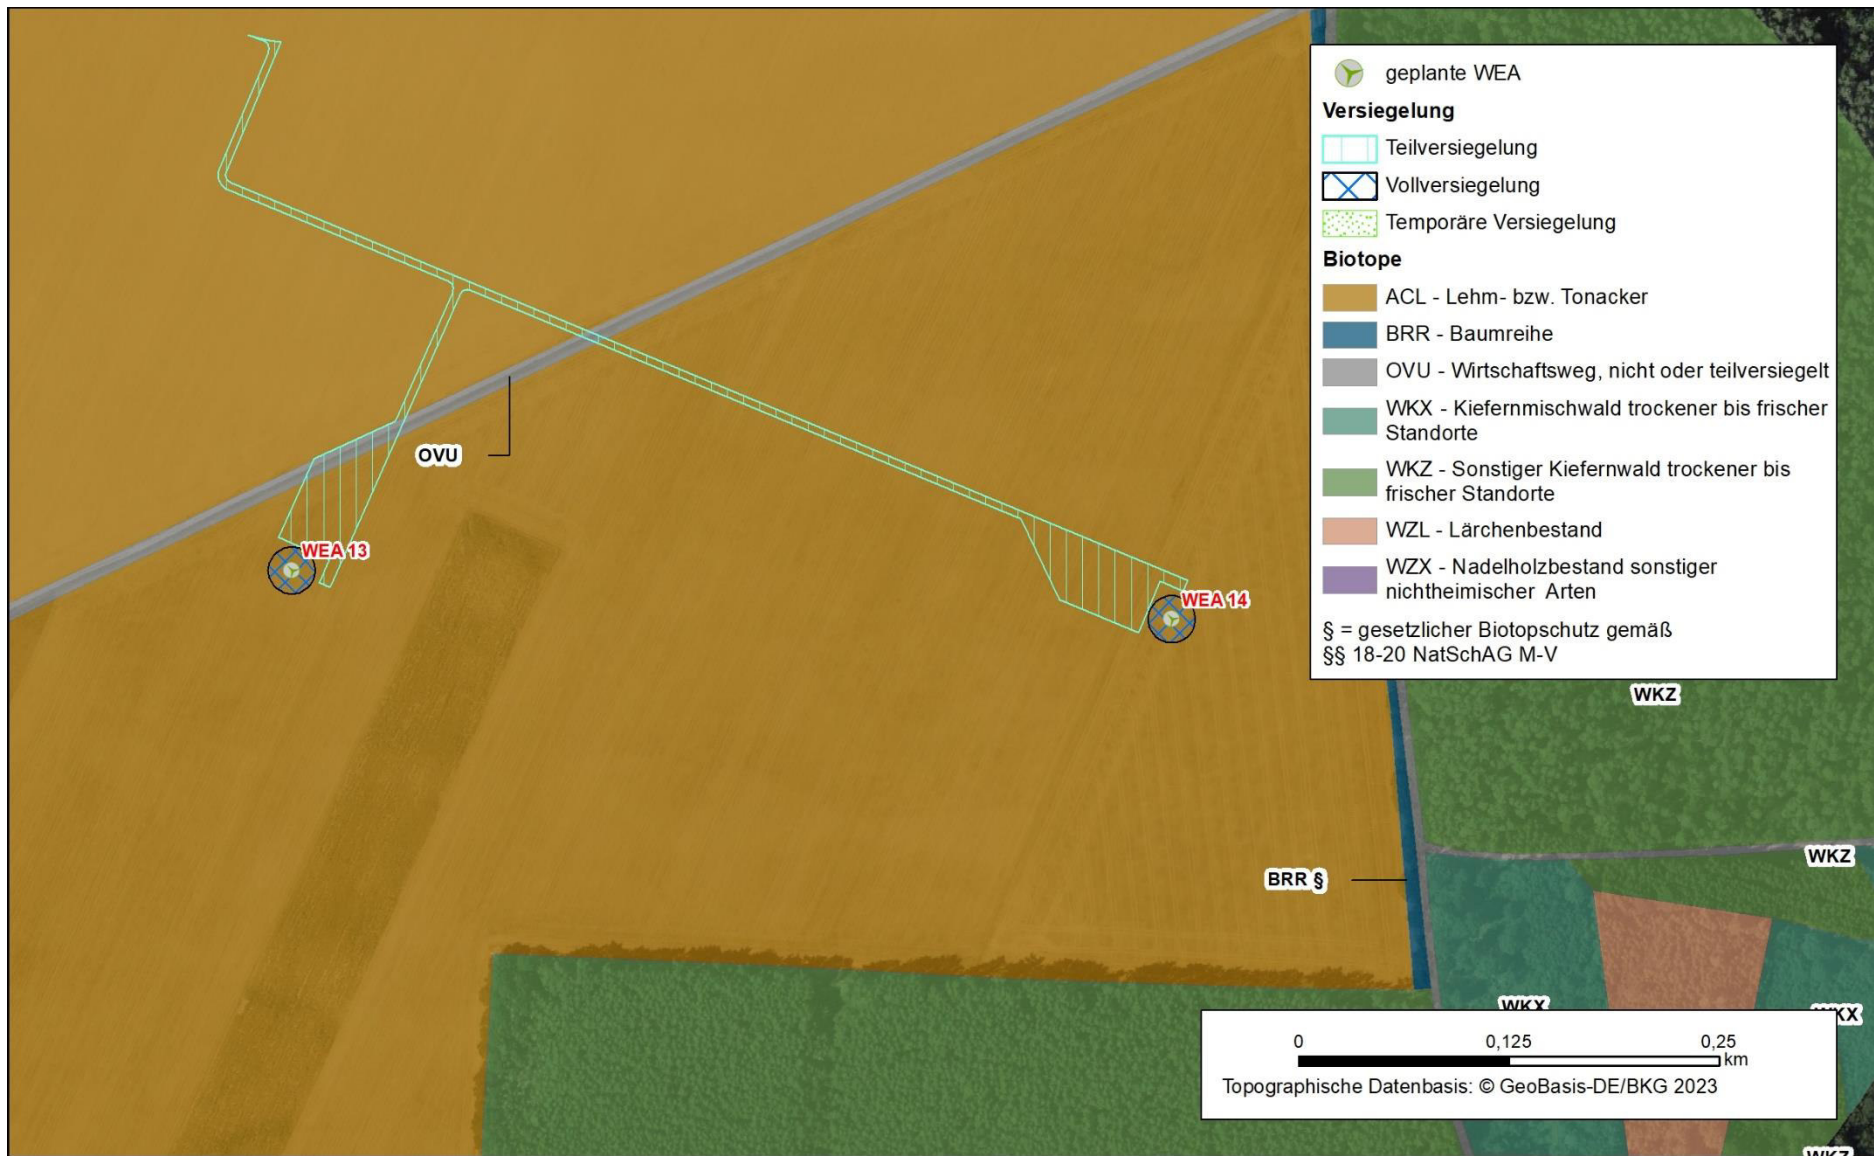 geplante WEA
Versiegelung
Teilversiegelung
Vollversiegelung
Temporäre Versiegelung
Biotope
ACL - Lehm- bzw. Tonacker
BRR - Baumreihe
OVU - Wirtschaftsweg, nicht oder teilversiegelt
WKX - Kiefernmischwald trockener bis frischer
Standorte
WKZ - Sonstiger Kiefernwald trockener bis
frischer Standorte
WZL - Lärchenbestand
WZX - Nadelholzbestand sonstiger
nichtheimischer Arten
§ = gesetzlicher Biotopschutz gemäß
§§ 18-20 NatSchAG M-V
OVU
WEA 13
WEA 14
WKZ
WKZ
BRR §
WKX
WKX
0 0,125 0,25
km
Topographische Datenbasis: © GeoBasis-DE/BKG 2023
WKZ